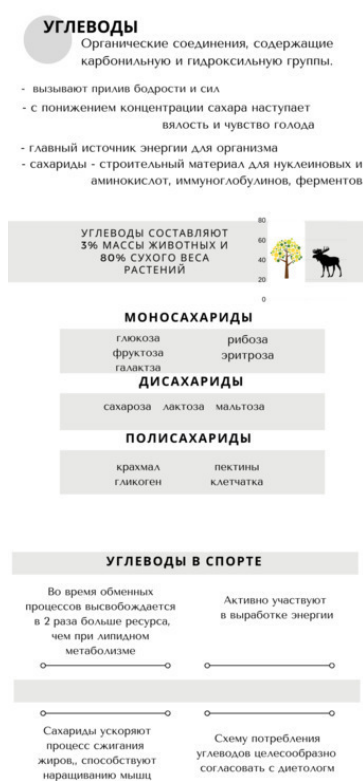 УГЛЕВОДЫ
Органические соединения, содержащие
карбонильную и гидроксильную группы.
- вызывают прилив бодрости и сил
- с понижением концентрации сахара наступает
вялость и чувство голода
- главный источник энергии для организма
- сахариды - строительный материал для нуклеиновых и
аминокислот, иммуноглобулинов, ферментов
УГЛЕВОДЫ СОСТАВЛЯЮТ
3% МАССЫ ЖИВОТНЫХ И
80% СУХОГО ВЕСА
РАСТЕНИЙ
80
60
40
20
0
МОНОСАХАРИДЫ
глюкоза
фруктоза
галактза
рибоза
эритроза
ДИСАХАРИДЫ
сахароза лактоза мальтоза
ПОЛИСАХАРИДЫ
крахмал
гликоген
пектины
клетчатка
УГЛЕВОДЫ В СПОРТЕ
Во время обменных
процессов высвобождается
в 2 раза больше ресурса,
чем при липидном
метаболизме
Активно участвуют
в выработке энергии
Сахариды ускоряют
процесс сжигания
жиров,, способствуют
наращиванию мышц
Схему потребления
углеводов целесообразно
согласовать с диетологм